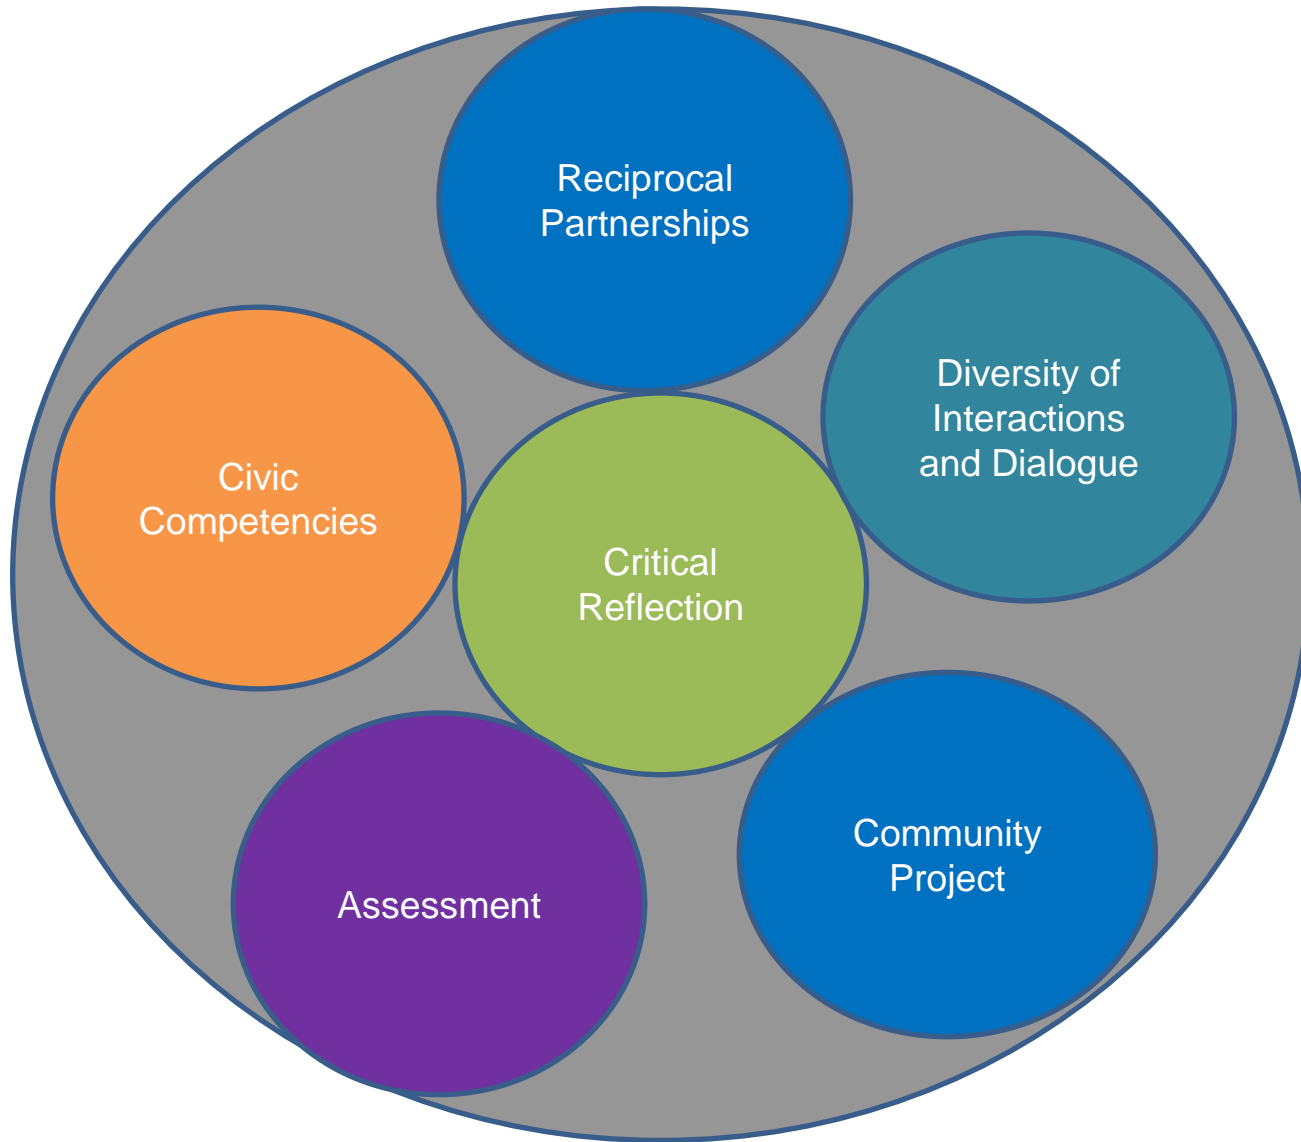 Reciprocal
Partnerships
Diversity of
Interactions
and Dialogue
Civic
Competencies
Critical
Reflection
Community
Project
Assessment